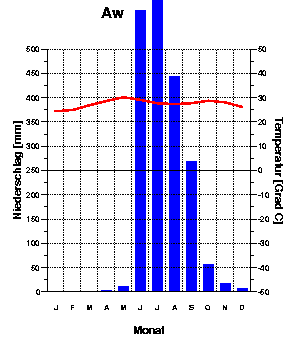 Aw
500 50
450 40
400 30
350 20
300 10
250 0
200 -10
150 -20
100 -30
50 -40
0 -50
Niederschlag [mm]
Temperatur [Grad C]
J F M A M J J A S O N D
Monat